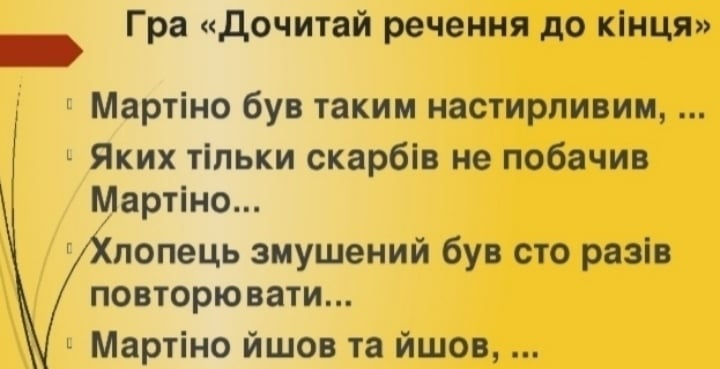 Гра «Дочитай речення до кінця»
Мартіно був таким настирливим, ...
Яких тільки скарбів не побачив
Мартіно...
Хлопець змушений був сто разів
повторювати...
Мартіно йшов та йшов, ...